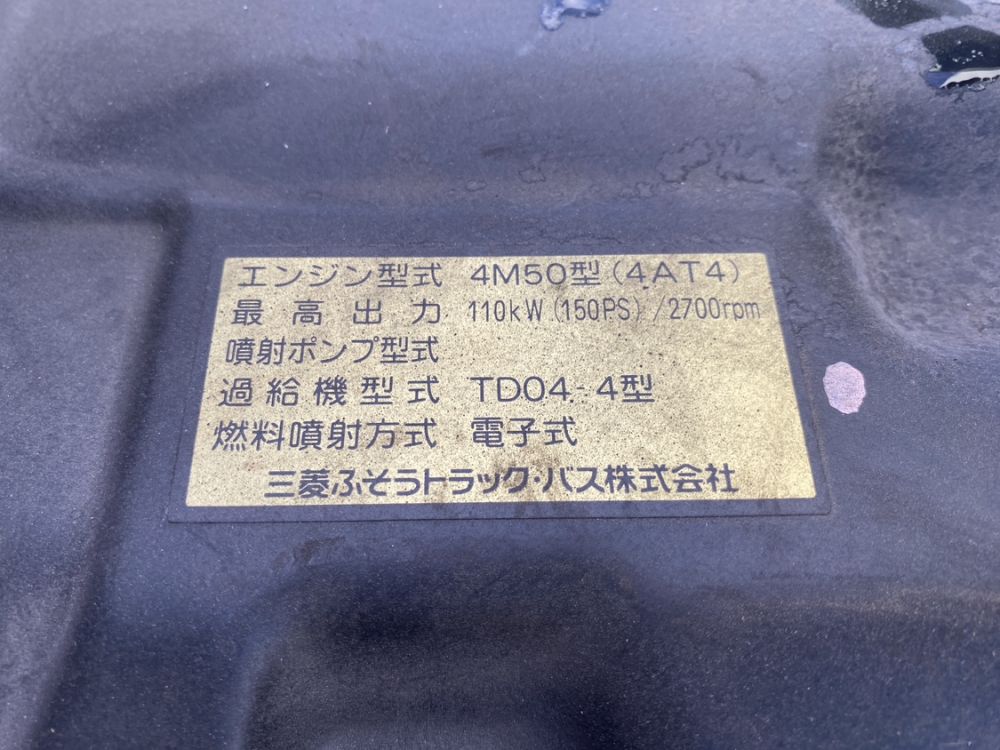 エンジン型式 4M50型(4AT4)
最高出力 110kW(150PS)/2700rpm
噴射ポンプ型式
過給機型式 TD04-4型
燃料噴射方式 電子式
三菱ふそうトラック・バス株式会社